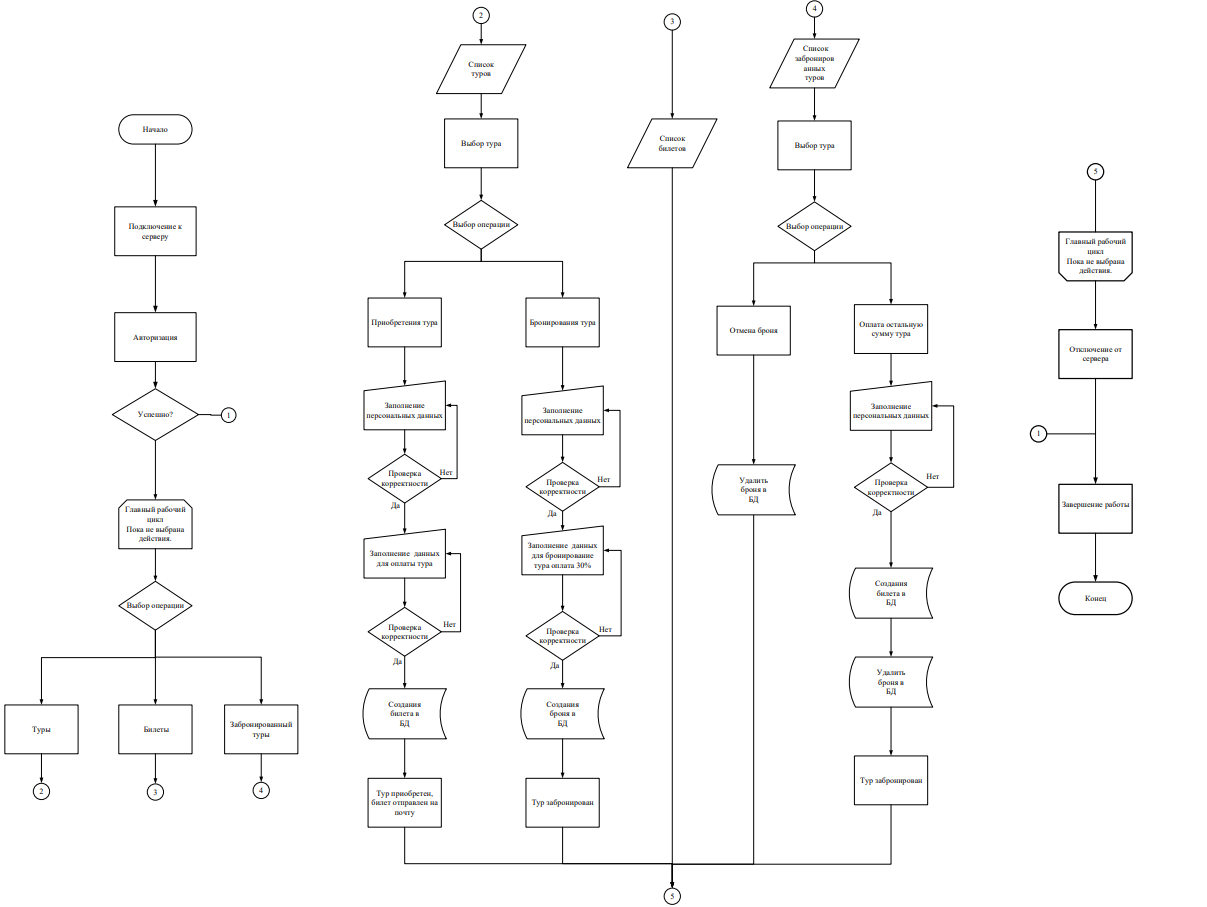 Начало
Подключение к
серверу
Авторизация
Успешно?
1
Главный рабочий
цикл
Пока не выбрана
действия.
Выбор операции
Туры
Билеты
Забронированный
туры
2
3
4
2
Список
туров
Выбор тура
Выбор операции
Приобретения тура
Заполнение
персональных данных
Проверка
корректности
Нет
Да
Заполнение данных
для оплаты тура
Проверка
корректности
Нет
Да
Создания
билета в
БД
Тур приобретен,
билет отправлен на
почту
Бронирования тура
Заполнение
персональных данных
Проверка
корректности
Нет
Да
Заполнение данных
для бронирование
тура оплата 30%
Проверка
корректности
Нет
Да
Создания
броня в
БД
Тур забронирован
3
Список
билетов
4
Список
заброниров
анных
туров
Выбор тура
Выбор операции
Отмена броня
Удалить
броня в
БД
Оплата остальную
сумму тура
Заполнение
персональных данных
Проверка
корректности
Нет
Да
Создания
билета в
БД
Удалить
броня в
БД
Тур забронирован
5
5
Главный рабочий
цикл
Пока не выбрана
действия.
Отключение от
сервера
1
Завершение работы
Конец